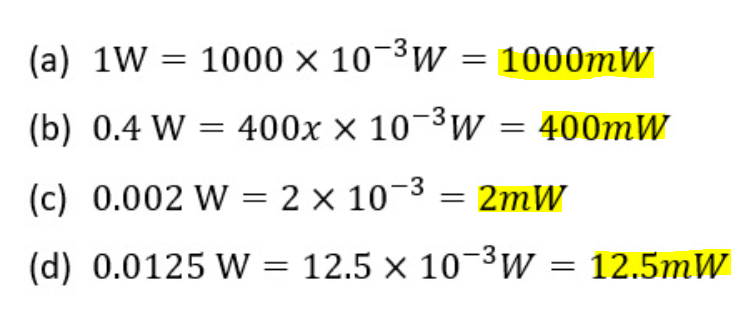 (a) 1W = 1000 × 10⁻³W = 1000mW
(b) 0.4 W = 400x × 10⁻³W = 400mW
(c) 0.002 W = 2 × 10⁻³ = 2mW
(d) 0.0125 W = 12.5 × 10⁻³W = 12.5mW